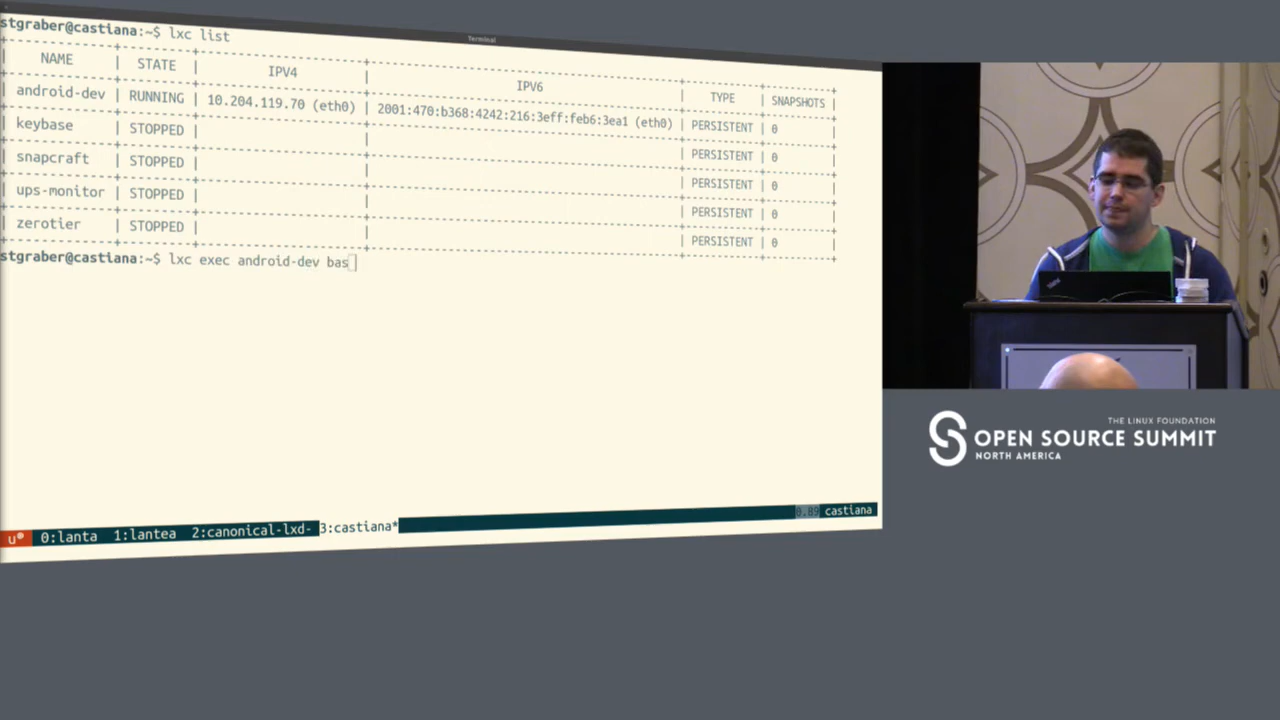 Terminal
stgraber@castiana:~$ lxc list
NAME | STATE | IPV4 | IPV6 | TYPE | SNAPSHOTS
android-dev | RUNNING | 10.204.119.70 (eth0) | 2001:470:b368:4242:216:3eff:feb6:3ea1 (eth0) | PERSISTENT | 0
keybase | STOPPED | | | PERSISTENT | 0
snapcraft | STOPPED | | | PERSISTENT | 0
ups-monitor | STOPPED | | | PERSISTENT | 0
zerotier | STOPPED | | | PERSISTENT | 0
stgraber@castiana:~$ lxc exec android-dev bas
0:lanta 1:lantea 2:canonical-lxd- 3:castiana* 0.89 castiana
THE LINUX FOUNDATION
OPEN SOURCE SUMMIT
NORTH AMERICA